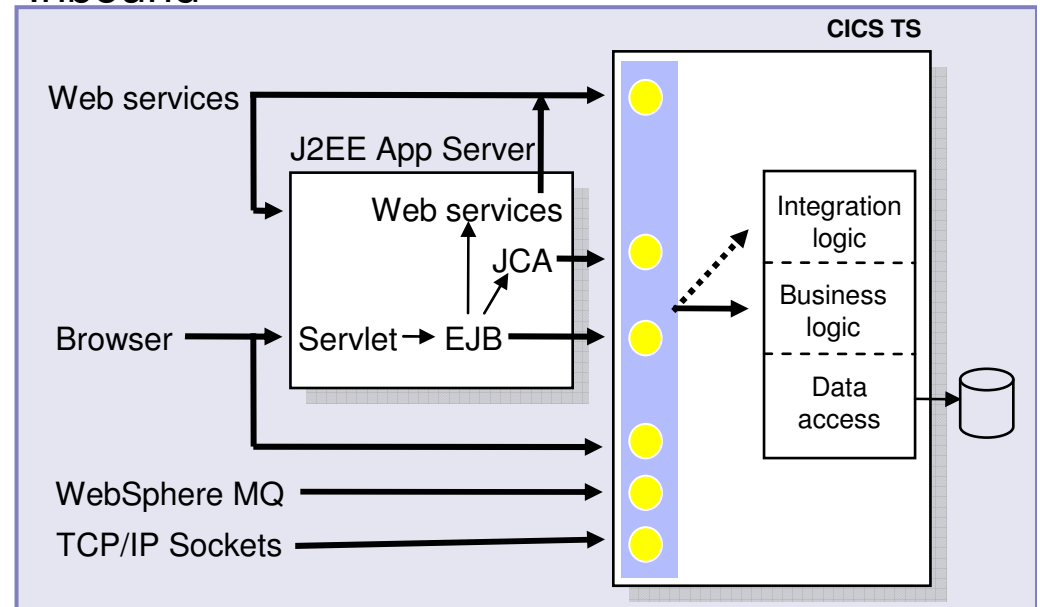 Inbound
CICS TS
Web services
J2EE App Server
Web services
JCA
Browser
Servlet
EJB
WebSphere MQ
TCP/IP Sockets
Integration
logic
Business
logic
Data
access